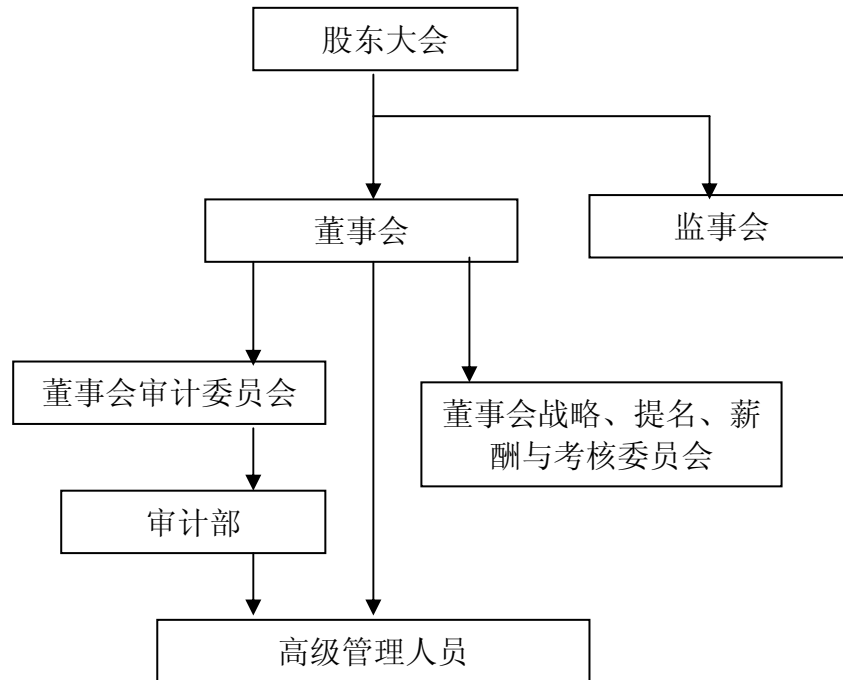 股东大会
董事会
监事会
董事会审计委员会
董事会战略、提名、薪
酬与考核委员会
审计部
高级管理人员